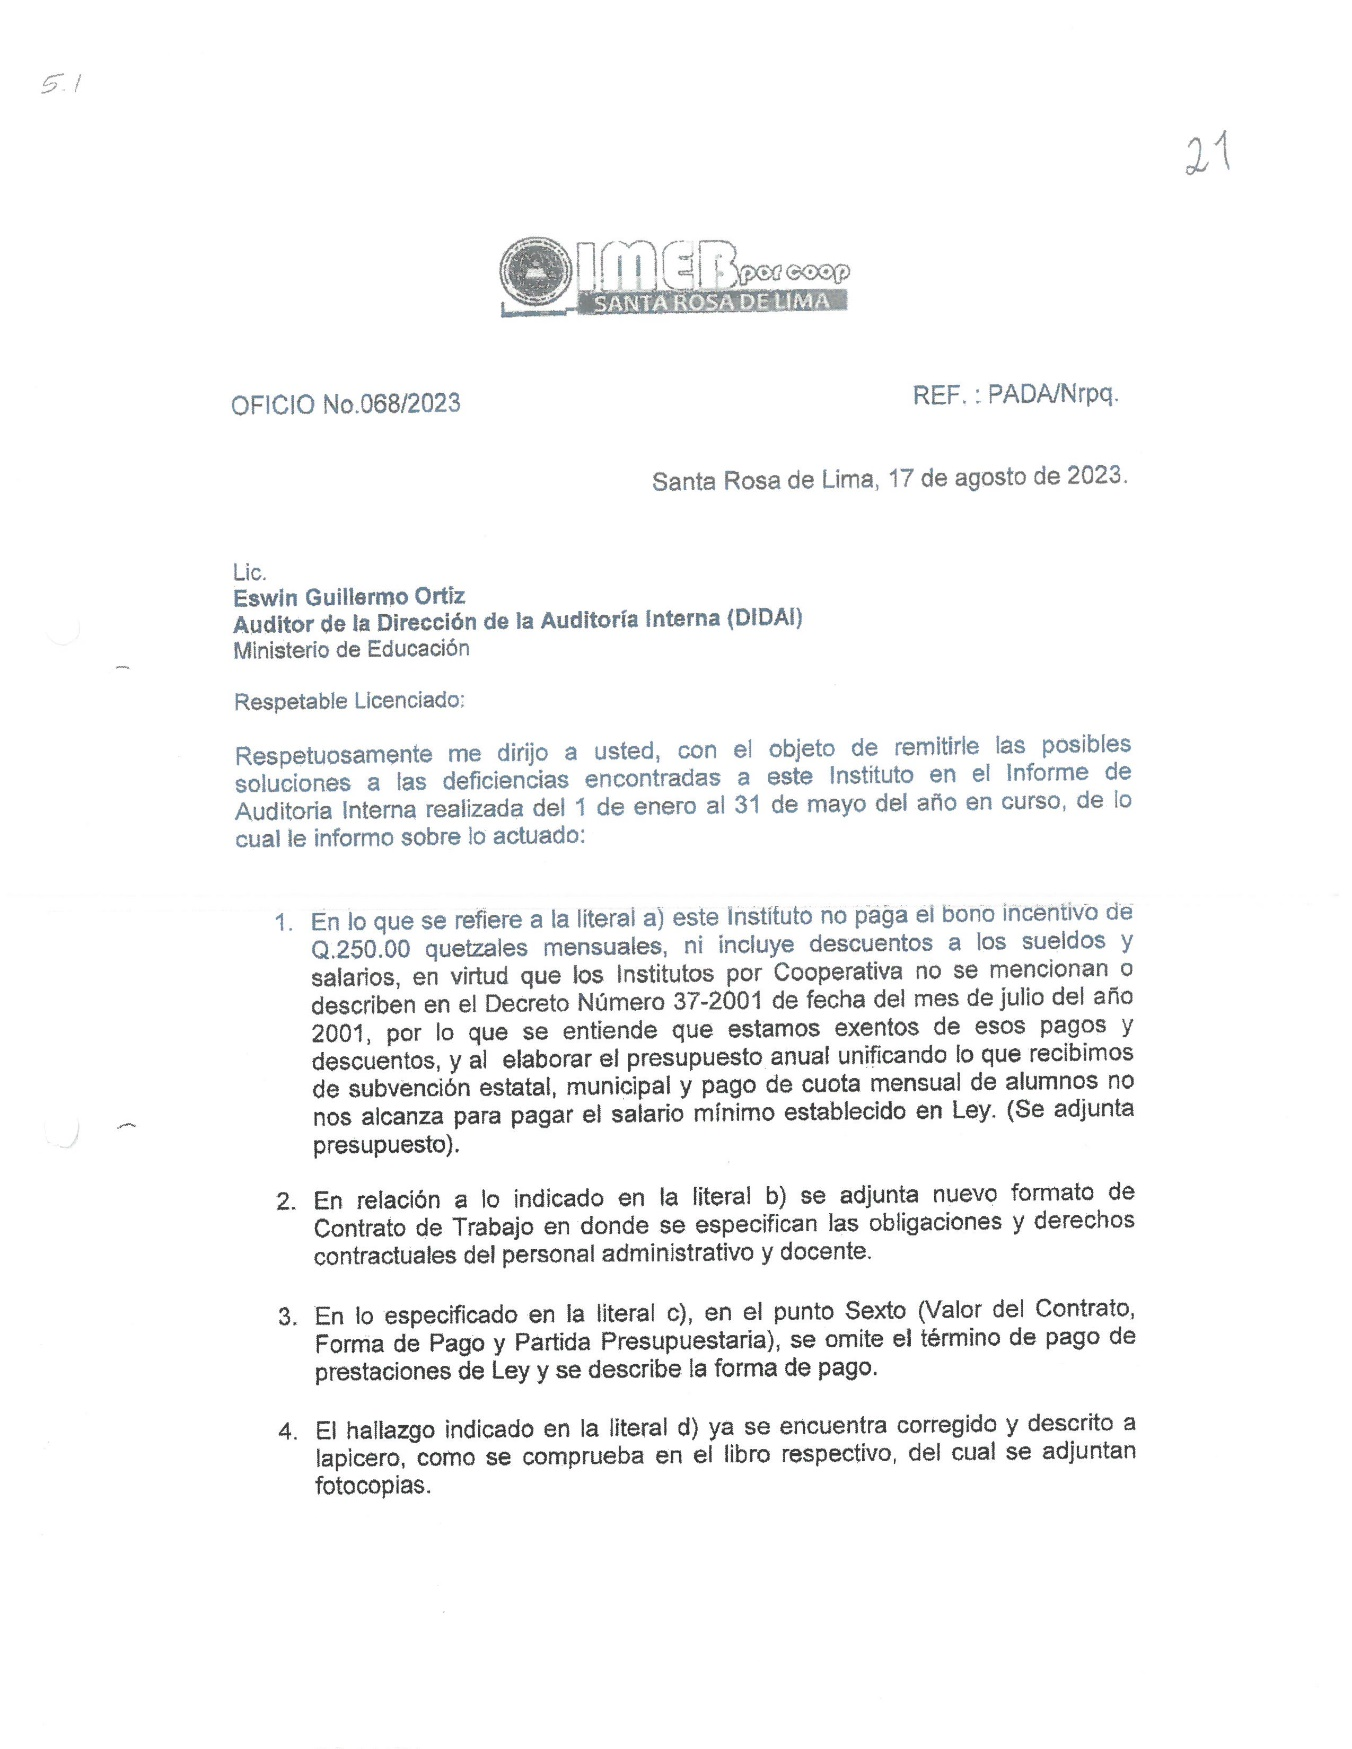 5.1
21
IMEB por coop
SANTA ROSA DE LIMA
OFICIO No.068/2023
REF. : PADA/Nrpq.
Santa Rosa de Lima, 17 de agosto de 2023.
Lic.
Eswin Guillermo Ortiz
Auditor de la Dirección de la Auditoría Interna (DIDAI)
Ministerio de Educación
Respetable Licenciado:
Respetuosamente me dirijo a usted, con el objeto de remitirle las posibles
soluciones a las deficiencias encontradas a este Instituto en el Informe de
Auditoria Interna realizada del 1 de enero al 31 de mayo del año en curso, de lo
cual le informo sobre lo actuado:
1. En lo que se refiere a la literal a) este Instituto no paga el bono incentivo de
Q.250.00 quetzales mensuales, ni incluye descuentos a los sueldos y
salarios, en virtud que los Institutos por Cooperativa no se mencionan o
describen en el Decreto Número 37-2001 de fecha del mes de julio del año
2001, por lo que se entiende que estamos exentos de esos pagos y
descuentos, y al elaborar el presupuesto anual unificando lo que recibimos
de subvención estatal, municipal y pago de cuota mensual de alumnos no
nos alcanza para pagar el salario mínimo establecido en Ley. (Se adjunta
presupuesto).
2. En relación a lo indicado en la literal b) se adjunta nuevo formato de
Contrato de Trabajo en donde se especifican las obligaciones y derechos
contractuales del personal administrativo y docente.
3. En lo especificado en la literal c), en el punto Sexto (Valor del Contrato,
Forma de Pago y Partida Presupuestaria), se omite el término de pago de
prestaciones de Ley y se describe la forma de pago.
4. El hallazgo indicado en la literal d) ya se encuentra corregido y descrito a
lapicero, como se comprueba en el libro respectivo, del cual se adjuntan
fotocopias.